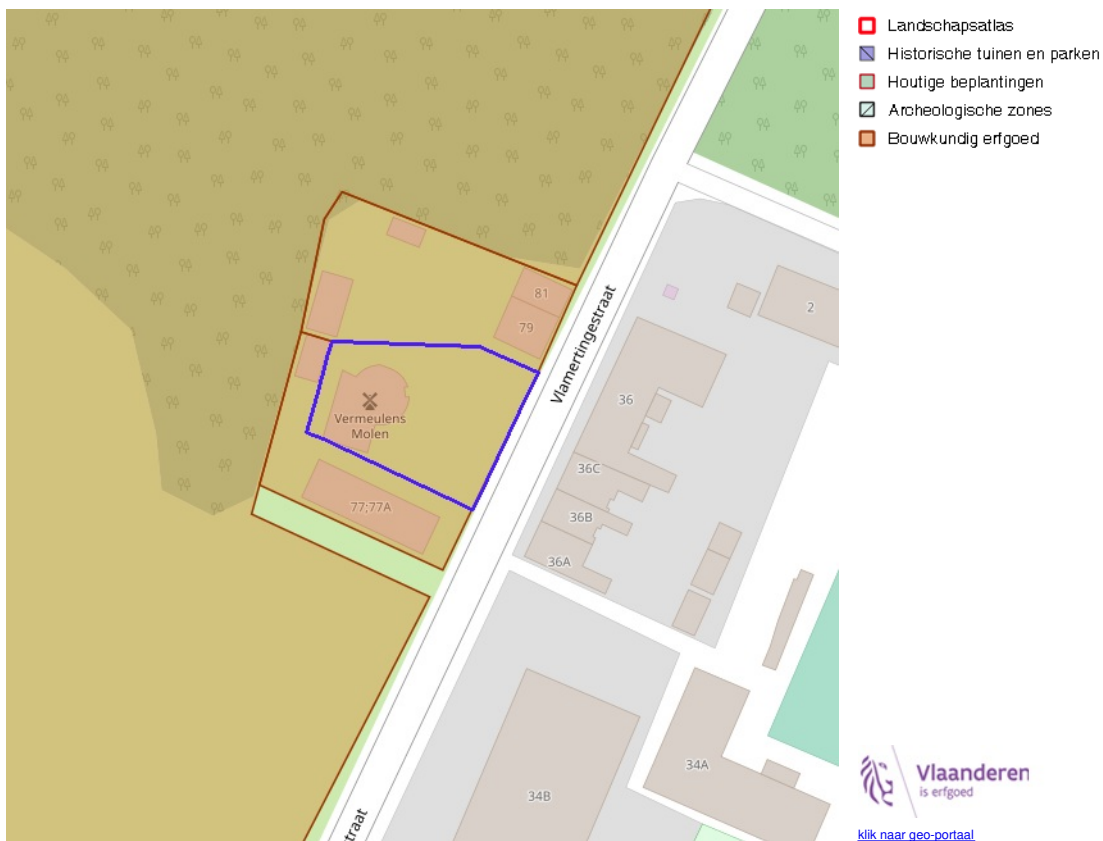 Landschapsatlas
Historische tuinen en parken
Houtige beplantingen
Archeologische zones
Bouwkundig erfgoed
81
79
2
Vlamertingestraat
36
Vermeulens
Molen
36C
77;77A
36B
36A
34A
34B
straat
Vlaanderen
is erfgoed
klik naar geo-portaal